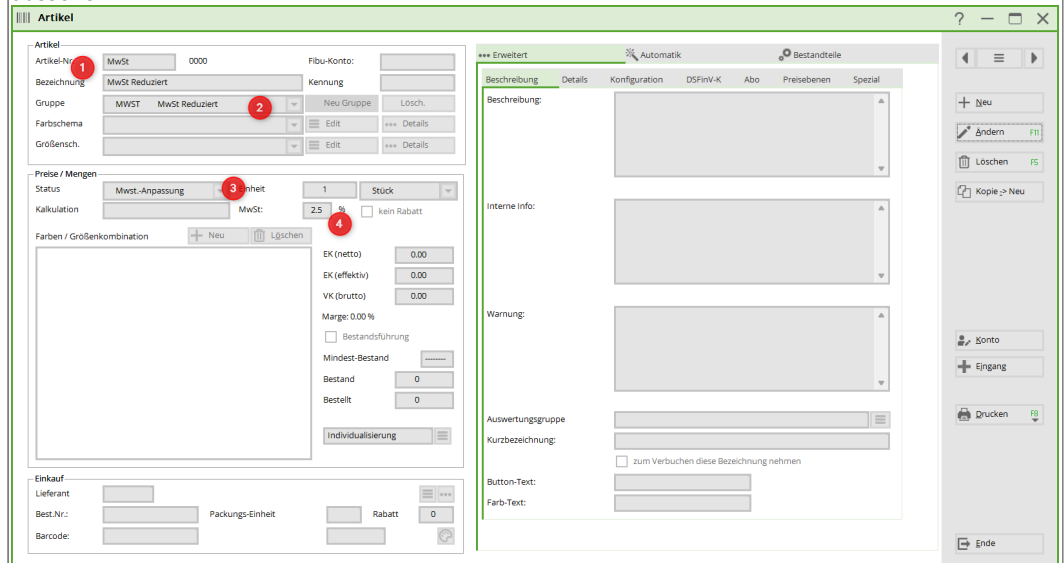 Artikel
Artikel
Artikel-Nr. 1 MwSt 0000 Fibu-Konto:
Bezeichnung MwSt Reduziert Kennung
Gruppe MWST MwSt Reduziert 2 Neu Gruppe Lösch.
Farbschema Edit Details
Größensch. Edit Details
Preise / Mengen
Status Mwst.-Anpassung 3 Einheit 1 Stück
Kalkulation MwSt: 2.5 % 4 kein Rabatt
Farben / Größenkombination Neu Löschen
EK (netto) 0.00
EK (effektiv) 0.00
VK (brutto) 0.00
Marge: 0.00 %
Bestandsführung
Mindest-Bestand --------
Bestand 0
Bestellt 0
Individualisierung
Einkauf
Lieferant
Best.Nr.: Packungs-Einheit Rabatt 0
Barcode:
Erweitert Automatik Bestandteile
Beschreibung Details Konfiguration DSFinV-K Abo Preisebenen Spezial
Beschreibung:
Interne Info:
Warnung:
Auswertungsgruppe
Kurzbezeichnung:
zum Verbuchen diese Bezeichnung nehmen
Button-Text:
Farb-Text:
Neu
Ändern F11
Löschen F5
Kopie -> Neu
Konto
Eingang
Drucken F8
Ende